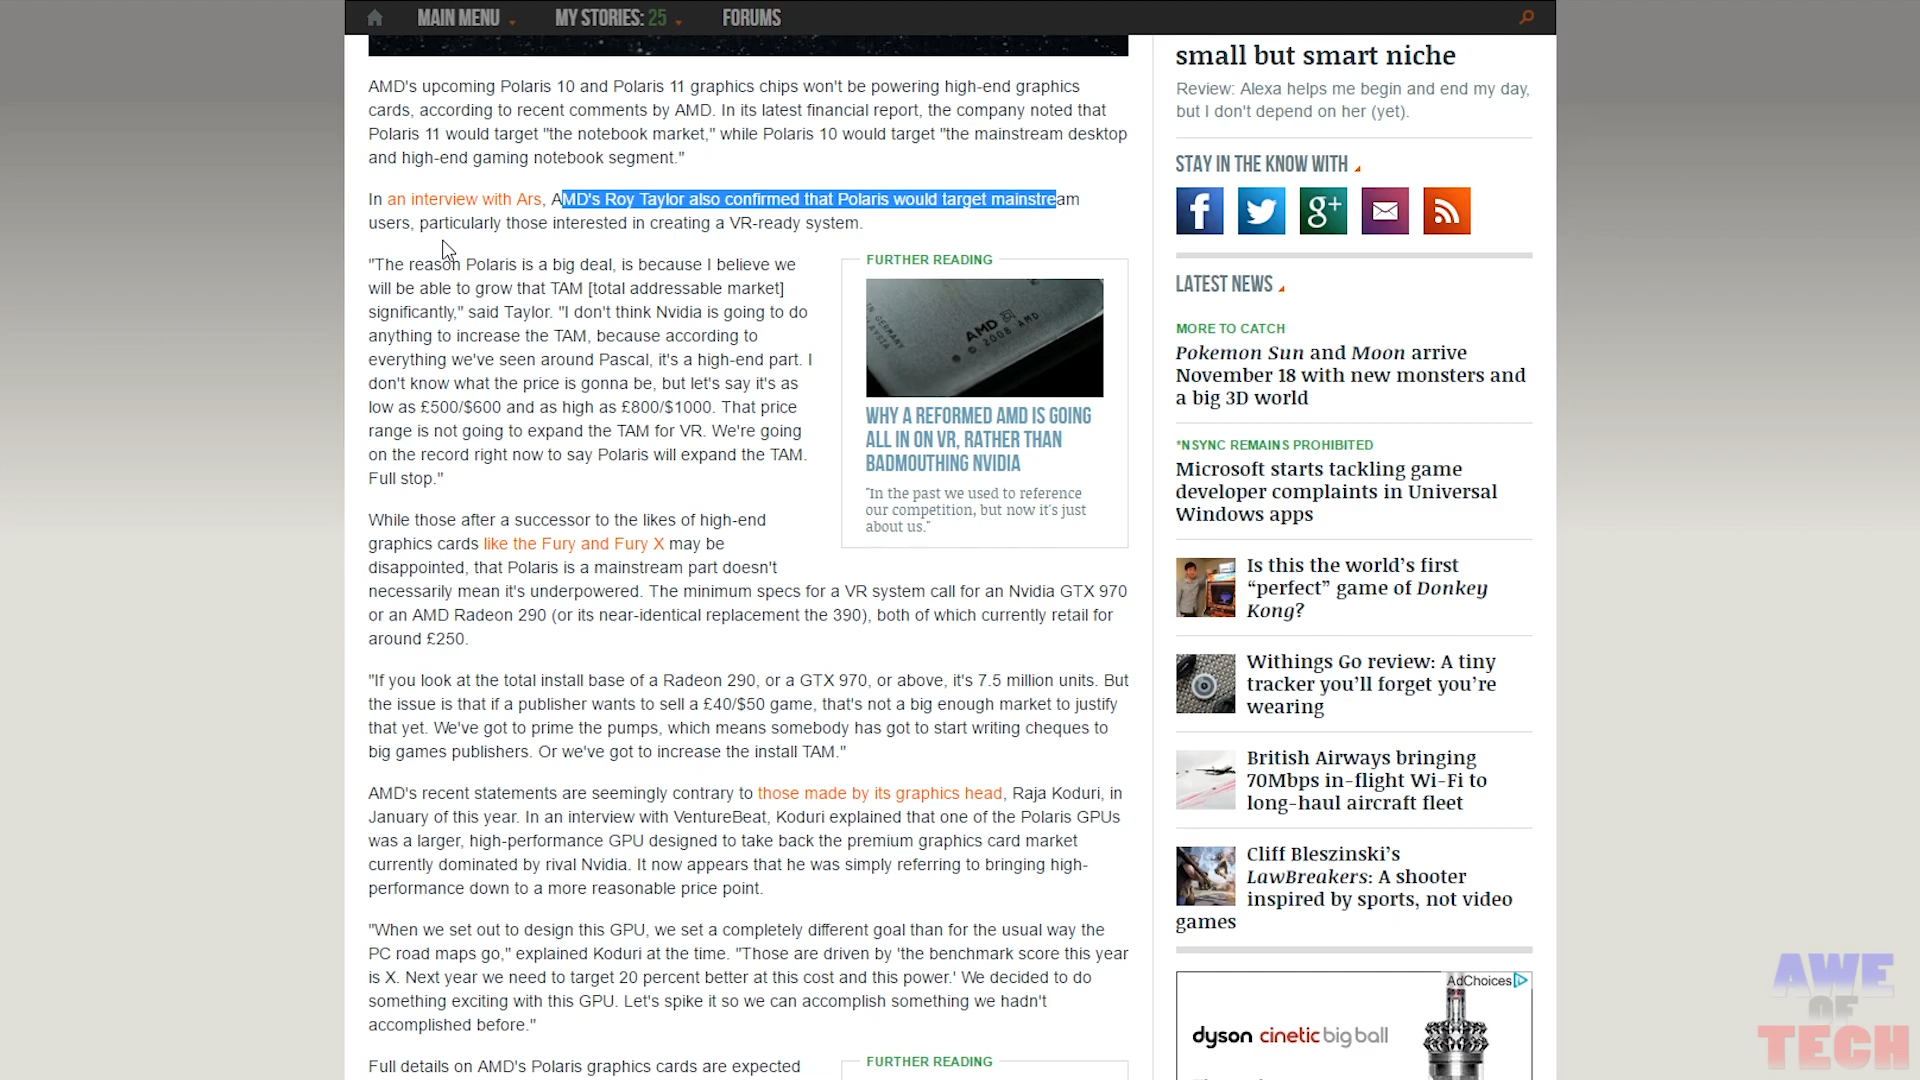 MAIN MENU
MY STORIES: 25
FORUMS
AMD's upcoming Polaris 10 and Polaris 11 graphics chips won't be powering high-end graphics
cards, according to recent comments by AMD. In its latest financial report, the company noted that
Polaris 11 would target "the notebook market," while Polaris 10 would target "the mainstream desktop
and high-end gaming notebook segment."
In an interview with Ars, AMD's Roy Taylor also confirmed that Polaris would target mainstream
users, particularly those interested in creating a VR-ready system.
"The reason Polaris is a big deal, is because I believe we
will be able to grow that TAM [total addressable market]
significantly," said Taylor. "I don't think Nvidia is going to do
anything to increase the TAM, because according to
everything we've seen around Pascal, it's a high-end part. I
don't know what the price is gonna be, but let's say it's as
low as £500/$600 and as high as £800/$1000. That price
range is not going to expand the TAM for VR. We're going
on the record right now to say Polaris will expand the TAM.
Full stop."
FURTHER READING
IN GERMANY
AMD
© 2008 AMD
WHY A REFORMED AMD IS GOING
ALL IN ON VR, RATHER THAN
BADMOUTHING NVIDIA
"In the past we used to reference
our competition, but now it's just
about us."
While those after a successor to the likes of high-end
graphics cards like the Fury and Fury X may be
disappointed, that Polaris is a mainstream part doesn't
necessarily mean it's underpowered. The minimum specs for a VR system call for an Nvidia GTX 970
or an AMD Radeon 290 (or its near-identical replacement the 390), both of which currently retail for
around £250.
"If you look at the total install base of a Radeon 290, or a GTX 970, or above, it's 7.5 million units. But
the issue is that if a publisher wants to sell a £40/$50 game, that's not a big enough market to justify
that yet. We've got to prime the pumps, which means somebody has got to start writing cheques to
big games publishers. Or we've got to increase the install TAM."
AMD's recent statements are seemingly contrary to those made by its graphics head, Raja Koduri, in
January of this year. In an interview with VentureBeat, Koduri explained that one of the Polaris GPUs
was a larger, high-performance GPU designed to take back the premium graphics card market
currently dominated by rival Nvidia. It now appears that he was simply referring to bringing high-
performance down to a more reasonable price point.
"When we set out to design this GPU, we set a completely different goal than for the usual way the
PC road maps go," explained Koduri at the time. "Those are driven by 'the benchmark score this year
is X. Next year we need to target 20 percent better at this cost and this power.' We decided to do
something exciting with this GPU. Let's spike it so we can accomplish something we hadn't
accomplished before."
Full details on AMD's Polaris graphics cards are expected
FURTHER READING
small but smart niche
Review: Alexa helps me begin and end my day,
but I don't depend on her (yet).
STAY IN THE KNOW WITH
f
g+
LATEST NEWS
MORE TO CATCH
Pokemon Sun and Moon arrive
November 18 with new monsters and
a big 3D world
*NSYNC REMAINS PROHIBITED
Microsoft starts tackling game
developer complaints in Universal
Windows apps
Is this the world's first
“perfect” game of Donkey
Kong?
Withings Go review: A tiny
tracker you’ll forget you’re
wearing
British Airways bringing
70Mbps in-flight Wi-Fi to
long-haul aircraft fleet
Cliff Bleszinski’s
LawBreakers: A shooter
inspired by sports, not video
games
AdChoices
dyson cinetic big ball
AWE
OF
TECH